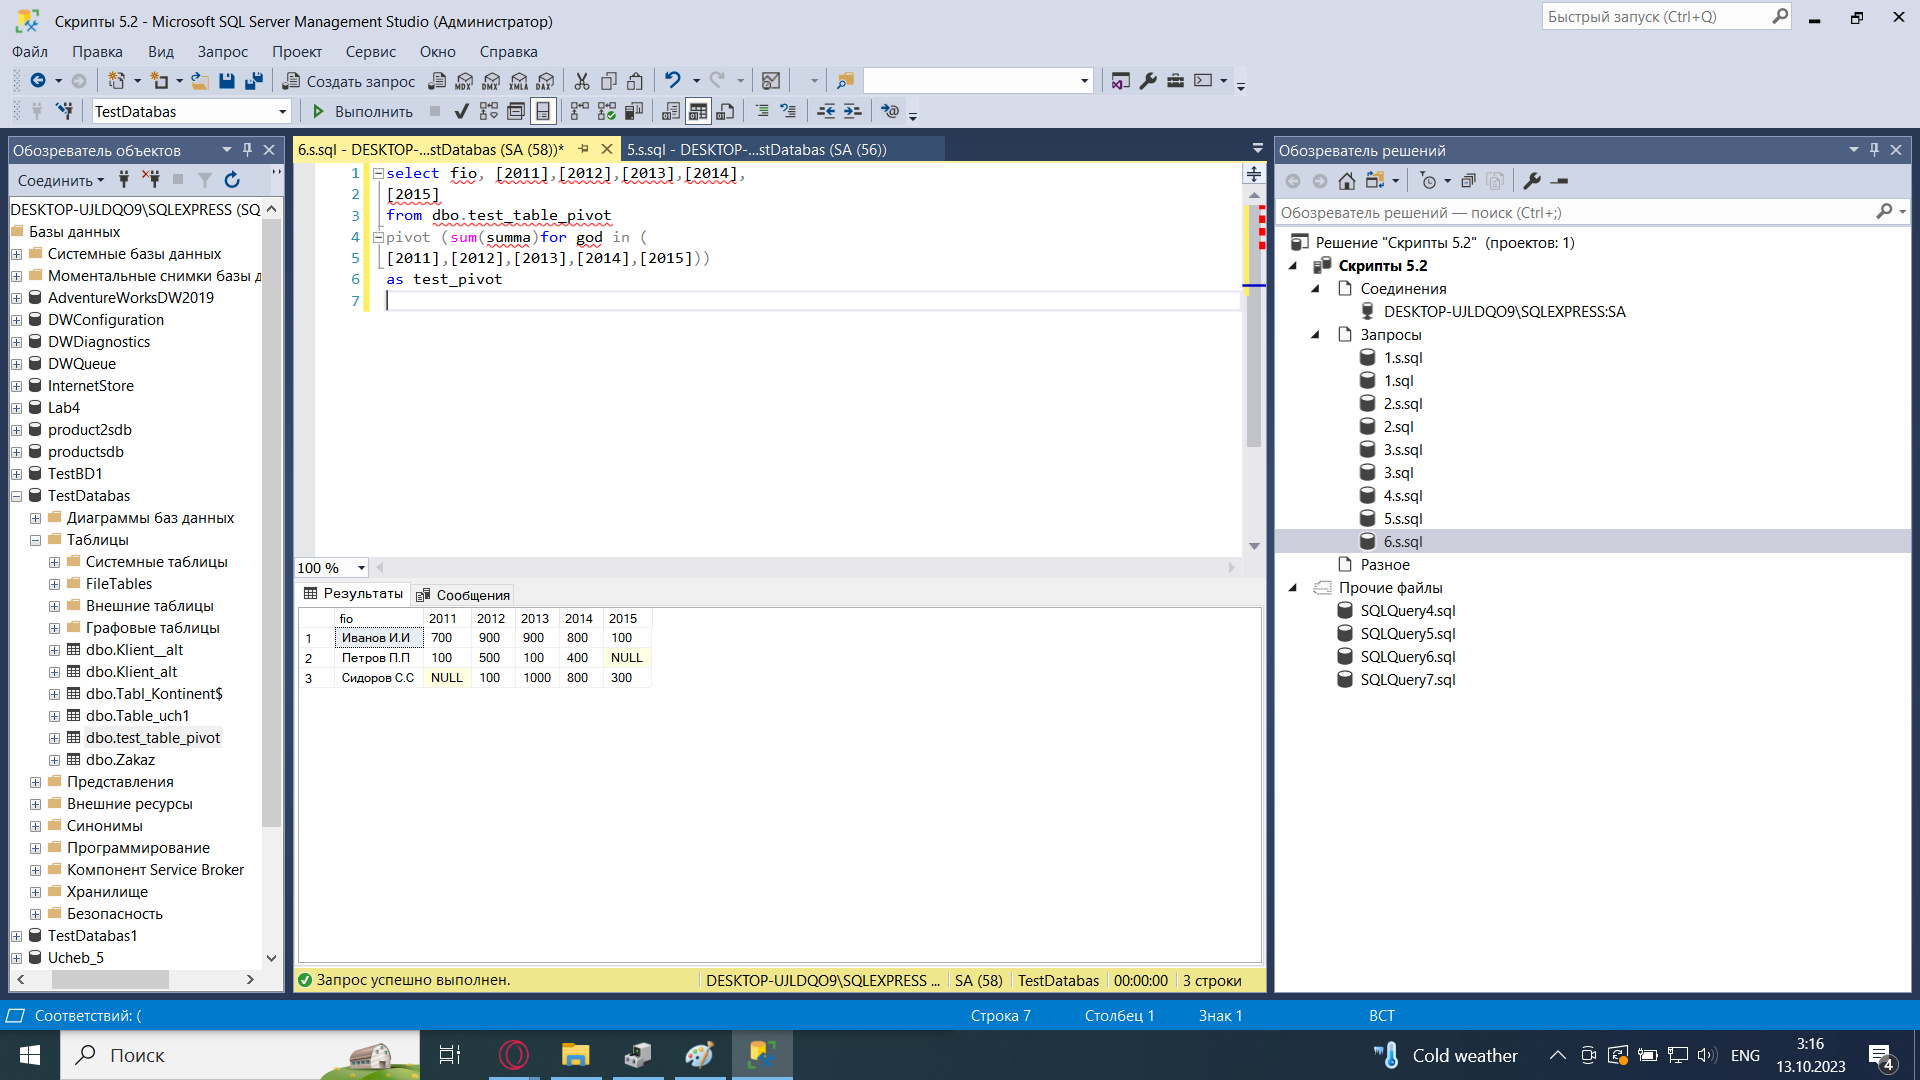 Скрипты 5.2 - Microsoft SQL Server Management Studio (Администратор)
Быстрый запуск (Ctrl+Q)
Файл Правка Вид Запрос Проект Сервис Окно Справка
Создать запрос MDX DMX XMLA DAX
TestDatabas Выполнить
Обозреватель объектов
Соединить
DESKTOP-UJLDQO9\SQLEXPRESS (SQ
Базы данных
Системные базы данных
Моментальные снимки базы д
AdventureWorksDW2019
DWConfiguration
DWDiagnostics
DWQueue
InternetStore
Lab4
product2sdb
productsdb
TestBD1
TestDatabas
Диаграммы баз данных
Таблицы
Системные таблицы
FileTables
Внешние таблицы
Графовые таблицы
dbo.Klient__alt
dbo.Klient_alt
dbo.Tabl_Kontinent$
dbo.Table_uch1
dbo.test_table_pivot
dbo.Zakaz
Представления
Внешние ресурсы
Синонимы
Программирование
Компонент Service Broker
Хранилище
Безопасность
TestDatabas1
Ucheb_5
6.s.sql - DESKTOP-...stDatabas (SA (58))*
5.s.sql - DESKTOP-...stDatabas (SA (56))
1 select fio, [2011],[2012],[2013],[2014],
2 [2015]
3 from dbo.test_table_pivot
4 pivot (sum(summa)for god in (
5 [2011],[2012],[2013],[2014],[2015]))
6 as test_pivot
7
100 %
Результаты Сообщения
fio 2011 2012 2013 2014 2015
1 Иванов И.И 700 900 900 800 100
2 Петров П.П 100 500 100 400 NULL
3 Сидоров С.С NULL 100 1000 800 300
Запрос успешно выполнен. DESKTOP-UJLDQO9\SQLEXPRESS ... SA (58) TestDatabas 00:00:00 3 строки
Обозреватель решений
Обозреватель решений — поиск (Ctrl+;)
Решение "Скрипты 5.2" (проектов: 1)
Скрипты 5.2
Соединения
DESKTOP-UJLDQO9\SQLEXPRESS:SA
Запросы
1.s.sql
1.sql
2.s.sql
2.sql
3.s.sql
3.sql
4.s.sql
5.s.sql
6.s.sql
Разное
Прочие файлы
SQLQuery4.sql
SQLQuery5.sql
SQLQuery6.sql
SQLQuery7.sql
Соответствий: ( Строка 7 Столбец 1 Знак 1 ВСТ
Поиск
Cold weather
ENG
3:16
13.10.2023
4